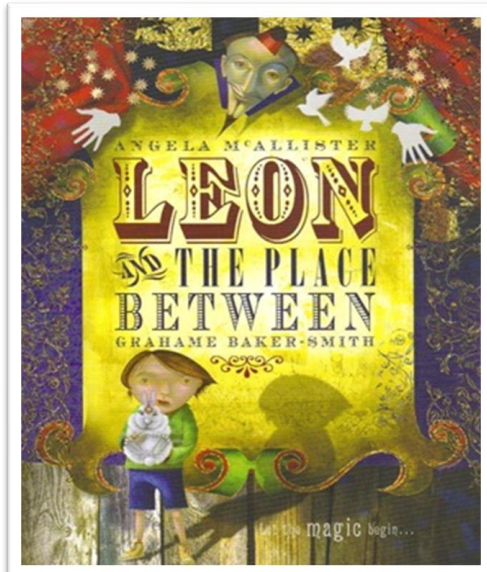 ANGELA McALLISTER
LEON
AND THE PLACE
BETWEEN
GRAHAME BAKER-SMITH
Let the magic begin...